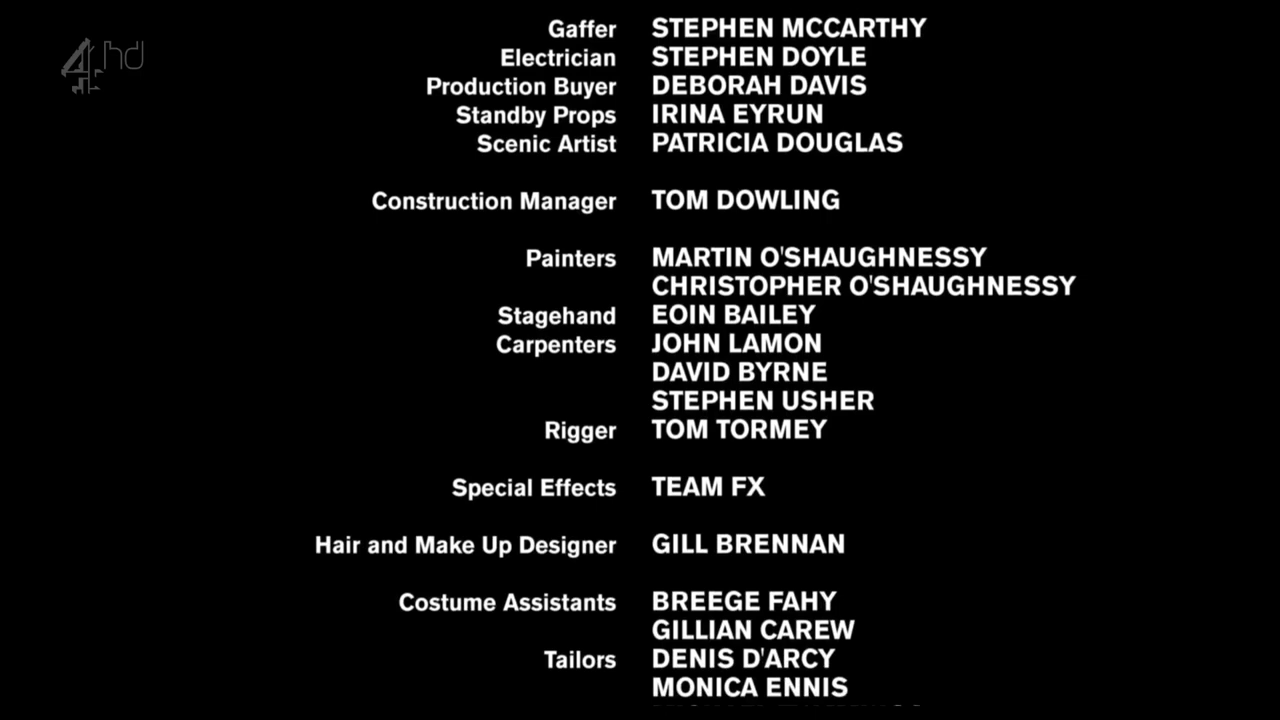 4hd
Gaffer STEPHEN MCCARTHY
Electrician STEPHEN DOYLE
Production Buyer DEBORAH DAVIS
Standby Props IRINA EYRUN
Scenic Artist PATRICIA DOUGLAS
Construction Manager TOM DOWLING
Painters MARTIN O'SHAUGHNESSY
CHRISTOPHER O'SHAUGHNESSY
Stagehand EOIN BAILEY
Carpenters JOHN LAMON
DAVID BYRNE
STEPHEN USHER
Rigger TOM TORMEY
Special Effects TEAM FX
Hair and Make Up Designer GILL BRENNAN
Costume Assistants BREEGE FAHY
GILLIAN CAREW
Tailors DENIS D'ARCY
MONICA ENNIS